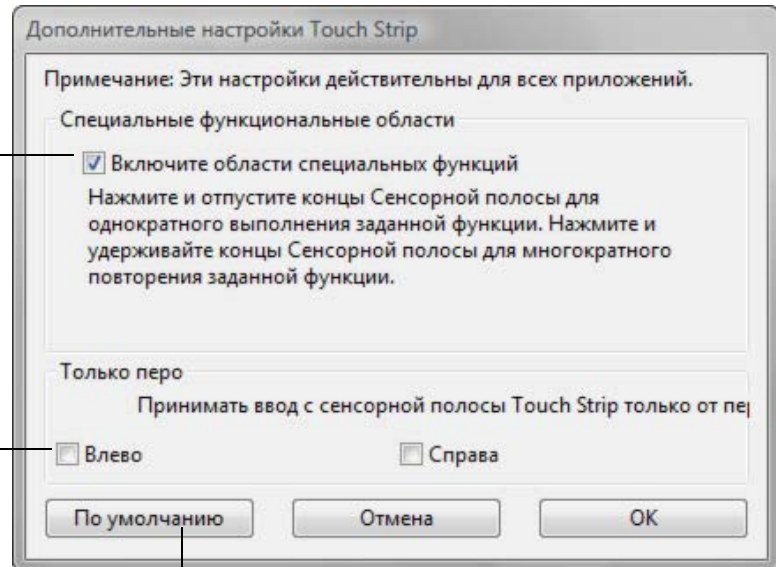 Дополнительные настройки Touch Strip
Примечание: Эти настройки действительны для всех приложений.
Специальные функциональные области
Включите области специальных функций
Нажмите и отпустите концы Сенсорной полосы для
однократного выполнения заданной функции. Нажмите и
удерживайте концы Сенсорной полосы для многократного
повторения заданной функции.
Только перо
Принимать ввод с сенсорной полосы Touch Strip только от
Влево Справа
По умолчанию Отмена OK